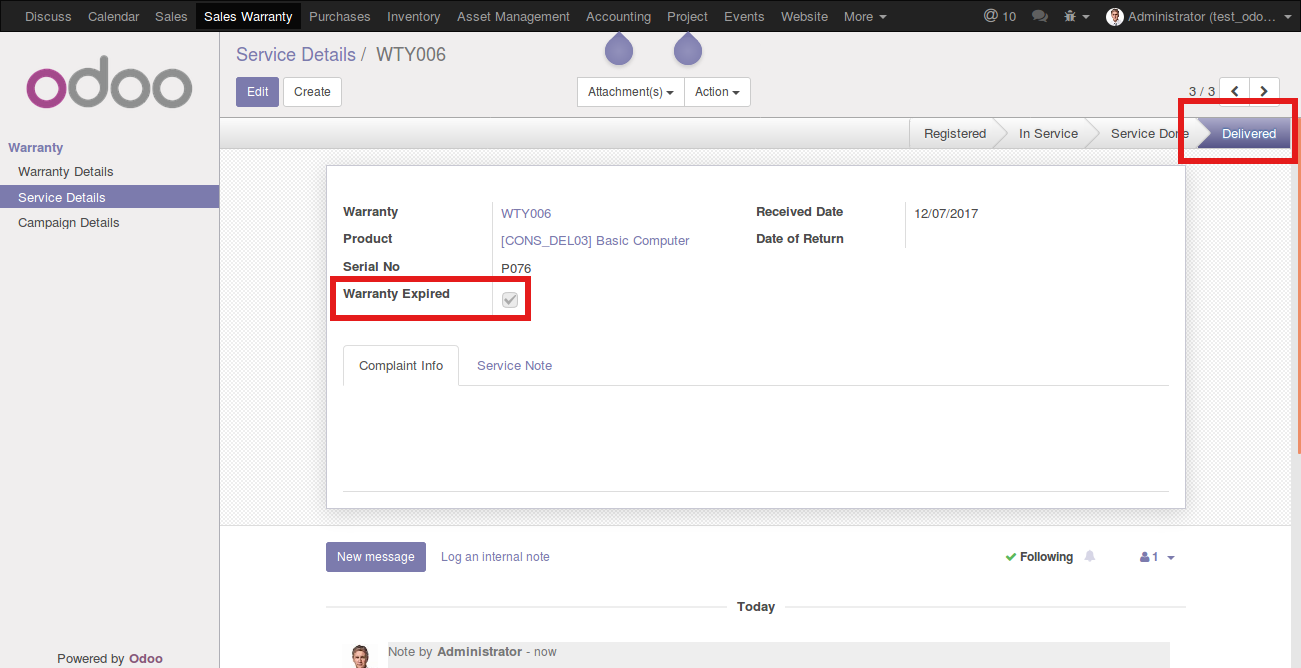 Discuss Calendar Sales Sales Warranty Purchases Inventory Asset Management Accounting Project Events Website More @ 10 Administrator (test_odo...
odoo
Service Details / WTY006
Edit Create Attachment(s) Action 3 / 3
Registered In Service Service Done Delivered
Warranty
Warranty Details
Service Details
Campaign Details
Warranty WTY006 Received Date 12/07/2017
Product [CONS_DEL03] Basic Computer Date of Return
Serial No P076
Warranty Expired
Complaint Info Service Note
New message Log an internal note Following 1
Today
Note by Administrator - now
Powered by Odoo